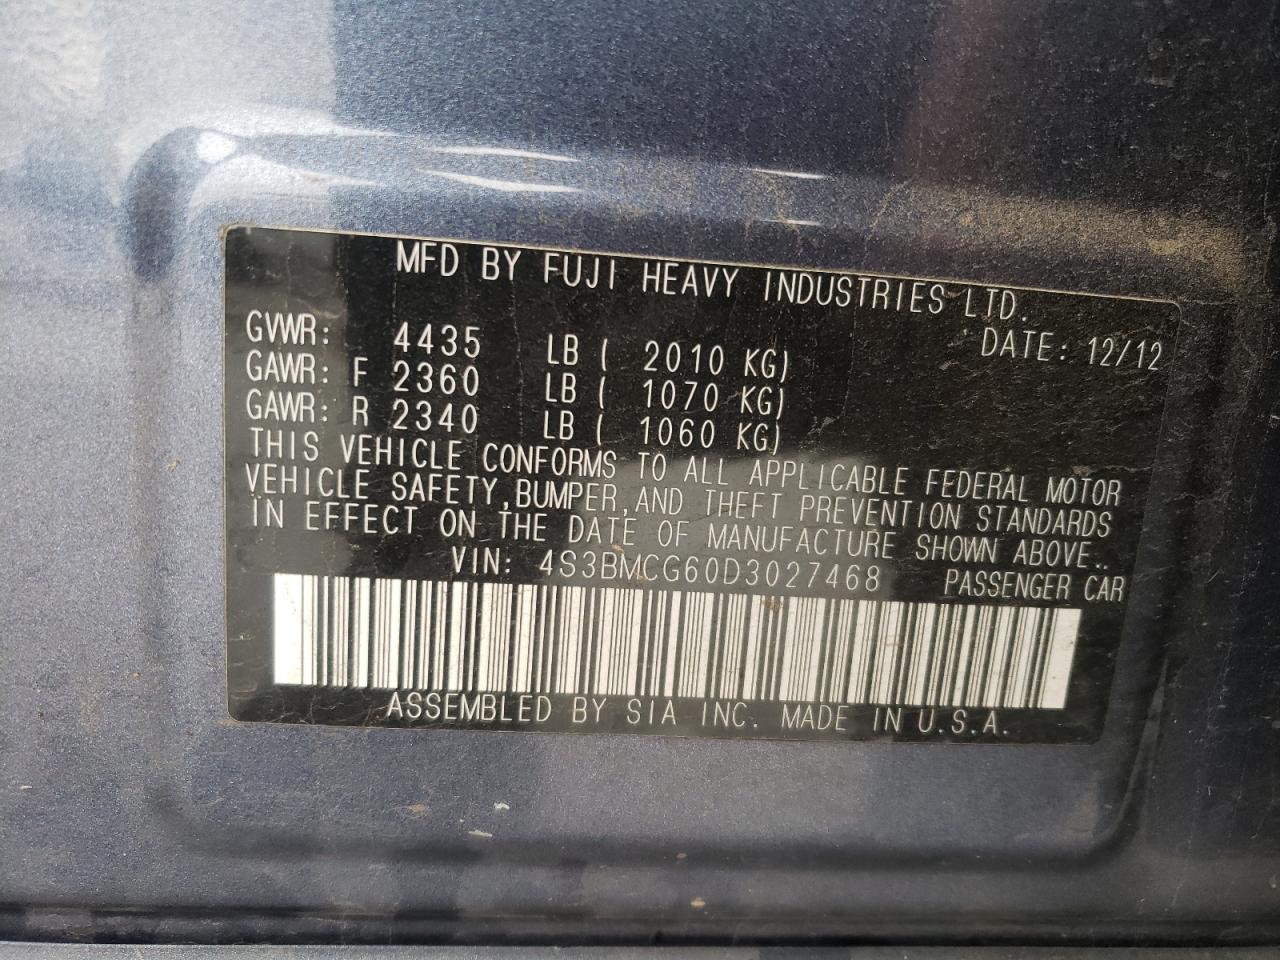 MFD BY FUJI HEAVY INDUSTRIES LTD.
GVWR: 4435 LB ( 2010 KG) DATE: 12/12
GAWR: F 2360 LB ( 1070 KG)
GAWR: R 2340 LB ( 1060 KG)
THIS VEHICLE CONFORMS TO ALL APPLICABLE FEDERAL MOTOR
VEHICLE SAFETY, BUMPER, AND THEFT PREVENTION STANDARDS
IN EFFECT ON THE DATE OF MANUFACTURE SHOWN ABOVE..
VIN: 4S3BMCG60D3027468 PASSENGER CAR
ASSEMBLED BY SIA INC. MADE IN U.S.A.